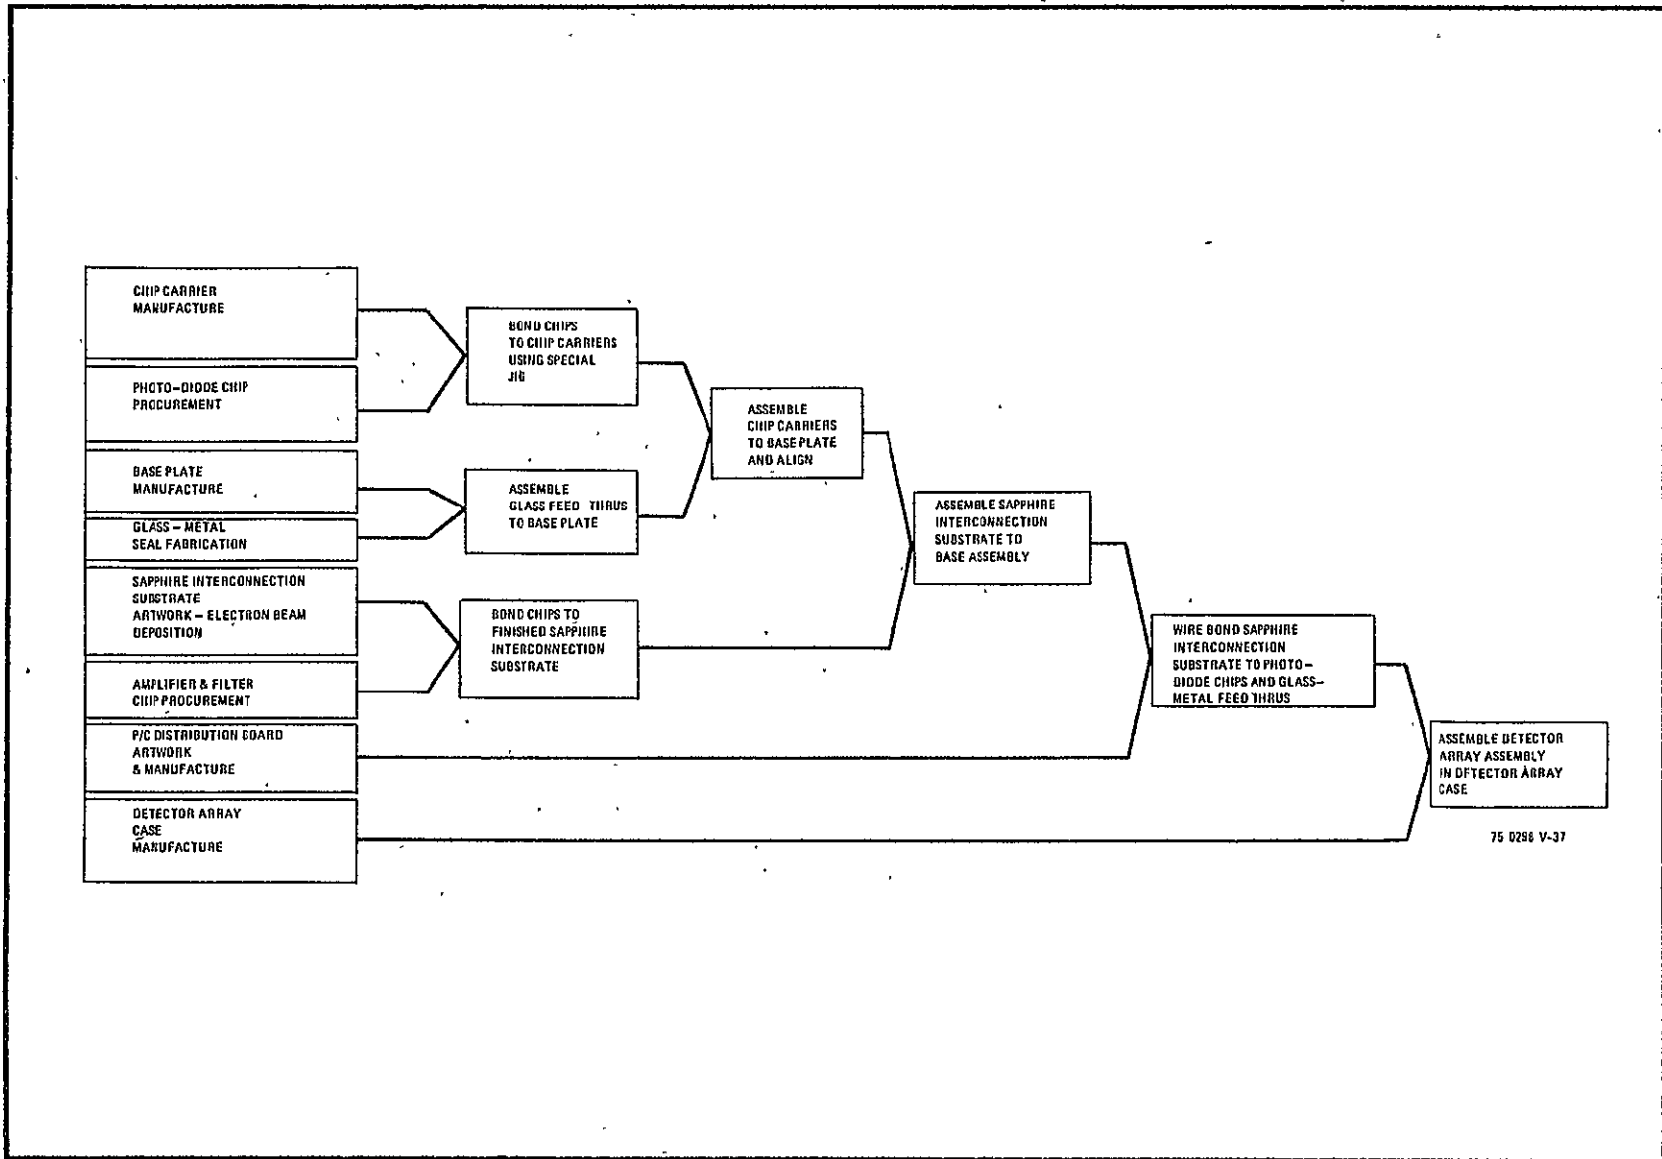 CHIP CARRIER
MANUFACTURE
PHOTO-DIODE CHIP
PROCUREMENT
BASE PLATE
MANUFACTURE
GLASS – METAL
SEAL FABRICATION
SAPPHIRE INTERCONNECTION
SUBSTRATE
ARTWORK – ELECTRON BEAM
DEPOSITION
AMPLIFIER & FILTER
CHIP PROCUREMENT
P/C DISTRIBUTION BOARD
ARTWORK
& MANUFACTURE
DETECTOR ARRAY
CASE
MANUFACTURE
BOND CHIPS
TO CHIP CARRIERS
USING SPECIAL
JIG
ASSEMBLE
GLASS FEED THRUS
TO BASE PLATE
BOND CHIPS TO
FINISHED SAPPHIRE
INTERCONNECTION
SUBSTRATE
ASSEMBLE
CHIP CARRIERS
TO BASE PLATE
AND ALIGN
ASSEMBLE SAPPHIRE
INTERCONNECTION
SUBSTRATE TO
BASE ASSEMBLY
WIRE BOND SAPPHIRE
INTERCONNECTION
SUBSTRATE TO PHOTO–
DIODE CHIPS AND GLASS–
METAL FEED THRUS
ASSEMBLE DETECTOR
ARRAY ASSEMBLY
IN DETECTOR ARRAY
CASE
75 0296 V-37